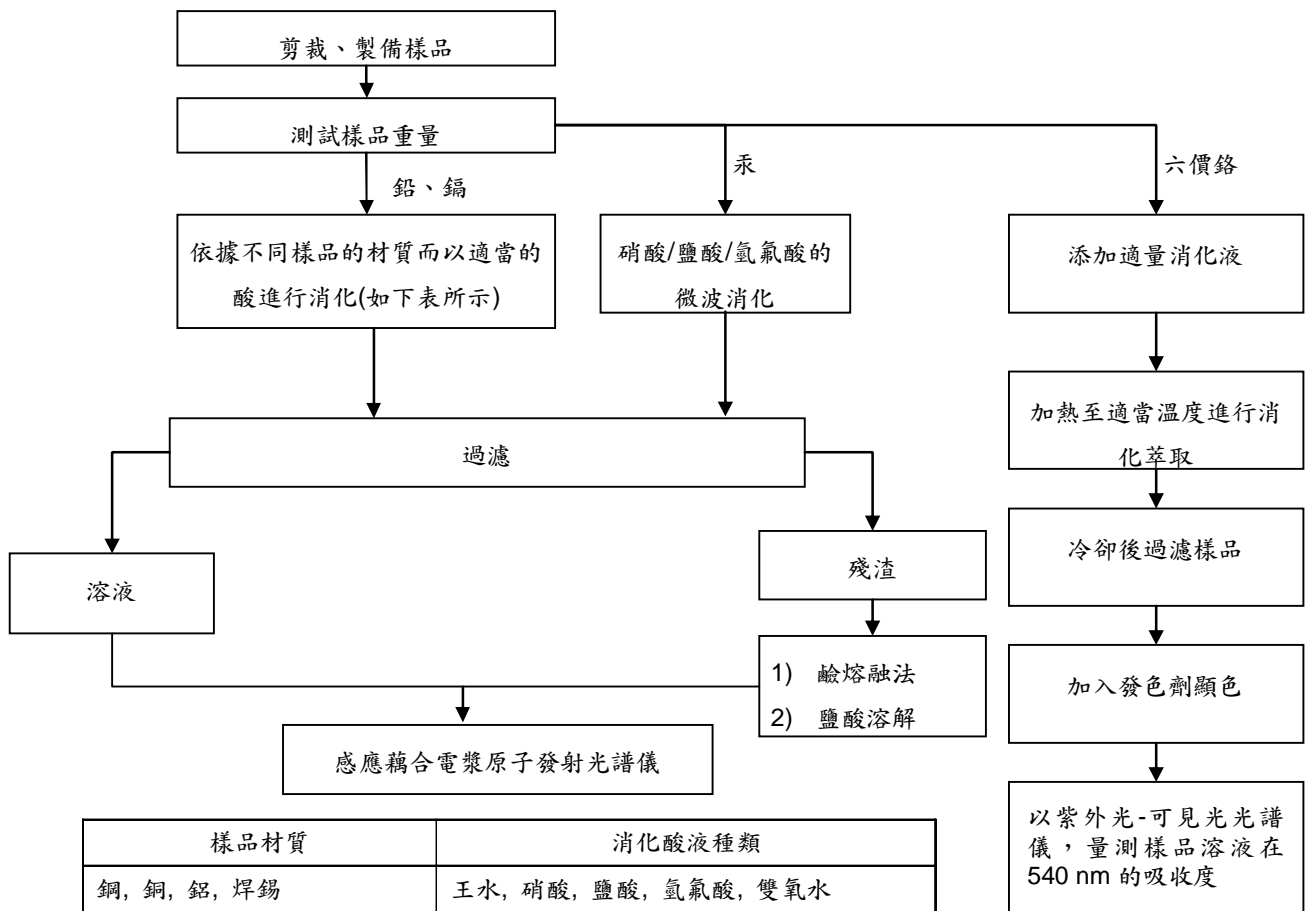 剪裁、製備樣品
測試樣品重量
鉛、鎘
汞
六價鉻
依據不同樣品的材質而以適當的
酸進行消化(如下表所示)
硝酸/鹽酸/氫氟酸的
微波消化
添加適量消化液
加熱至適當溫度進行消
化萃取
過濾
冷卻後過濾樣品
溶液
殘渣
1) 鹼熔融法
2) 鹽酸溶解
加入發色劑顯色
感應藕合電漿原子發射光譜儀
以紫外光-可見光光譜
儀，量測樣品溶液在
540 nm 的吸收度
樣品材質 消化酸液種類
鋼, 銅, 鋁, 焊錫 王水, 硝酸, 鹽酸, 氫氟酸, 雙氧水